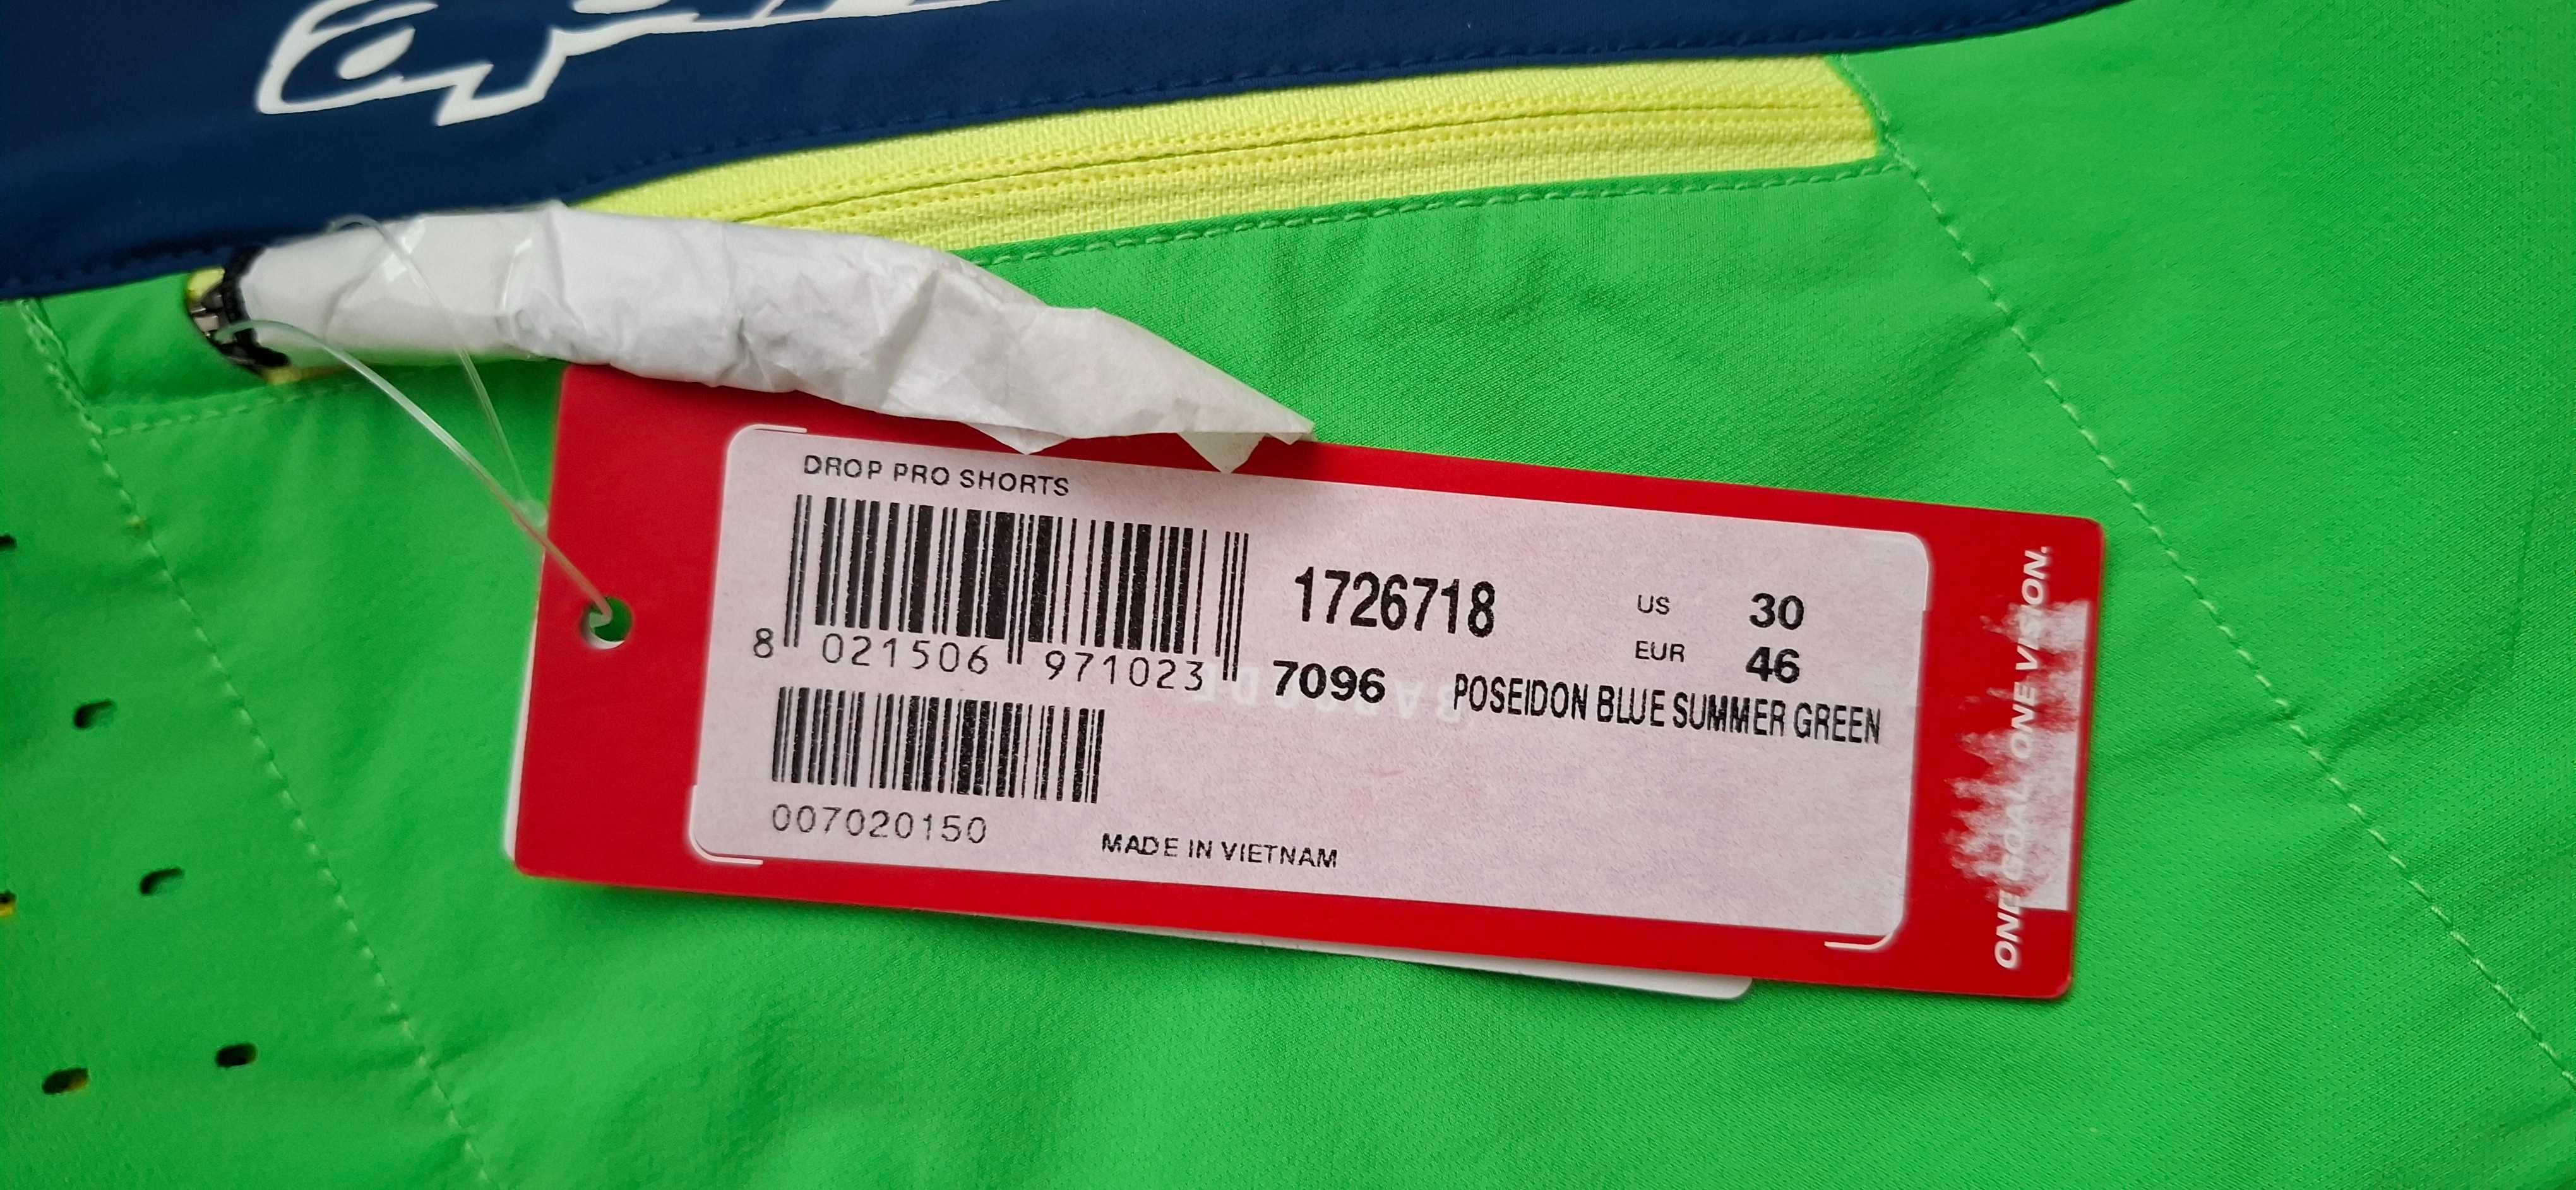 DROP PRO SHORTS
8 021506 971023
1726718
US 30
EUR 46
7096 POSEIDON BLUE SUMMER GREEN
007020150
MADE IN VIETNAM
ONE GOAL. ONE VISION.